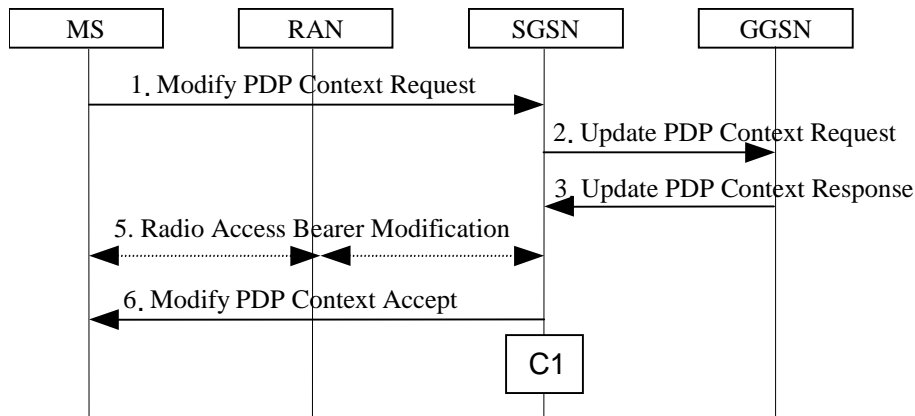 MS
RAN
SGSN
GGSN
1. Modify PDP Context Request
2. Update PDP Context Request
3. Update PDP Context Response
5. Radio Access Bearer Modification
6. Modify PDP Context Accept
C1